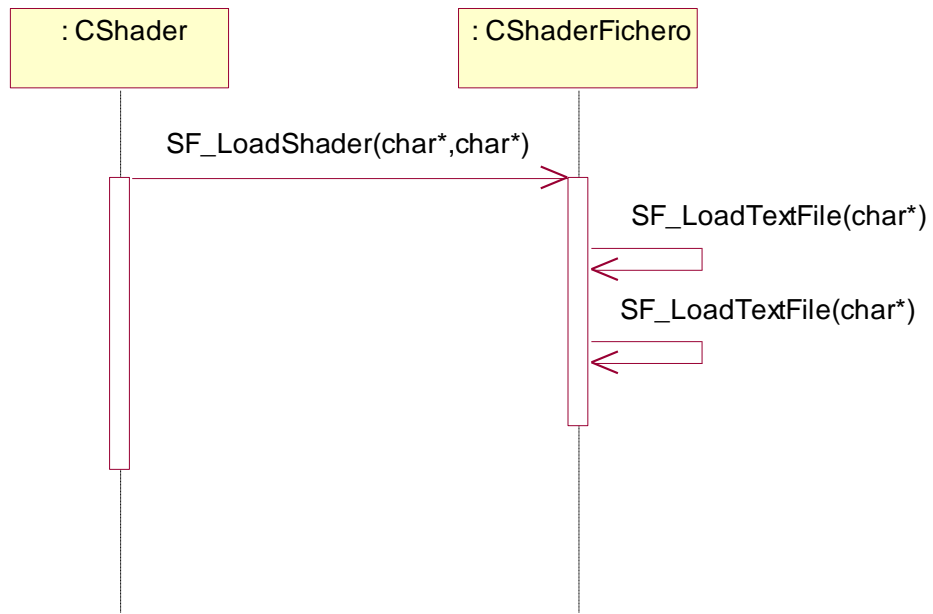 : CShader
: CShaderFichero
SF_LoadShader(char*,char*)
SF_LoadTextFile(char*)
SF_LoadTextFile(char*)